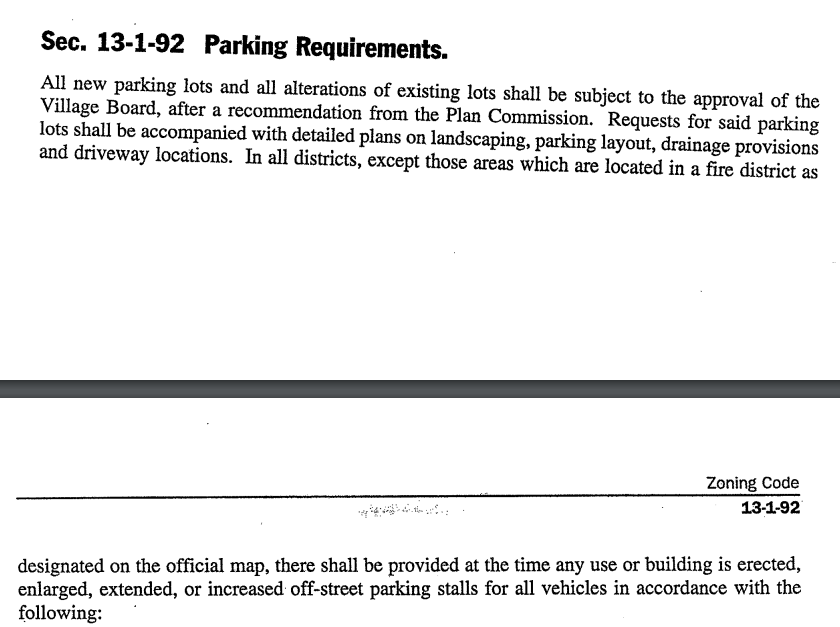 Sec. 13-1-92 Parking Requirements.
All new parking lots and all alterations of existing lots shall be subject to the approval of the
Village Board, after a recommendation from the Plan Commission. Requests for said parking
lots shall be accompanied with detailed plans on landscaping, parking layout, drainage provisions
and driveway locations. In all districts, except those areas which are located in a fire district as
Zoning Code
13-1-92
designated on the official map, there shall be provided at the time any use or building is erected,
enlarged, extended, or increased off-street parking stalls for all vehicles in accordance with the
following: